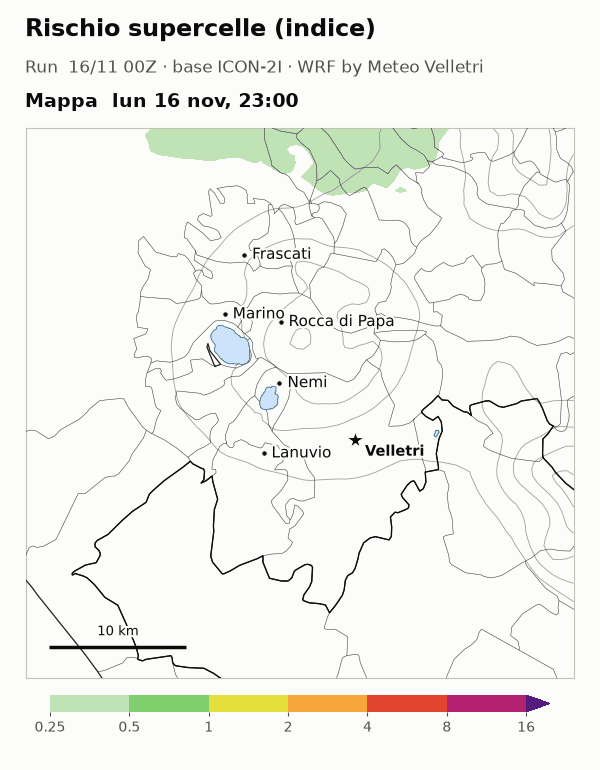 Rischio supercelle (indice)
Run  16/11 00Z · base ICON-2I · WRF by Meteo Velletri
Mappa  lun 16 nov, 23:00
Frascati
Marino
Rocca di Papa
Nemi
Velletri
Lanuvio
10 km
0.25 0.5 1 2 4 8 16